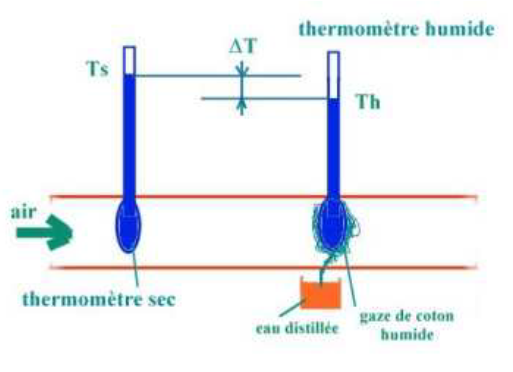 thermomètre humide
ΔT
Ts
Th
air
thermomètre sec
eau distillée
gaze de coton
humide